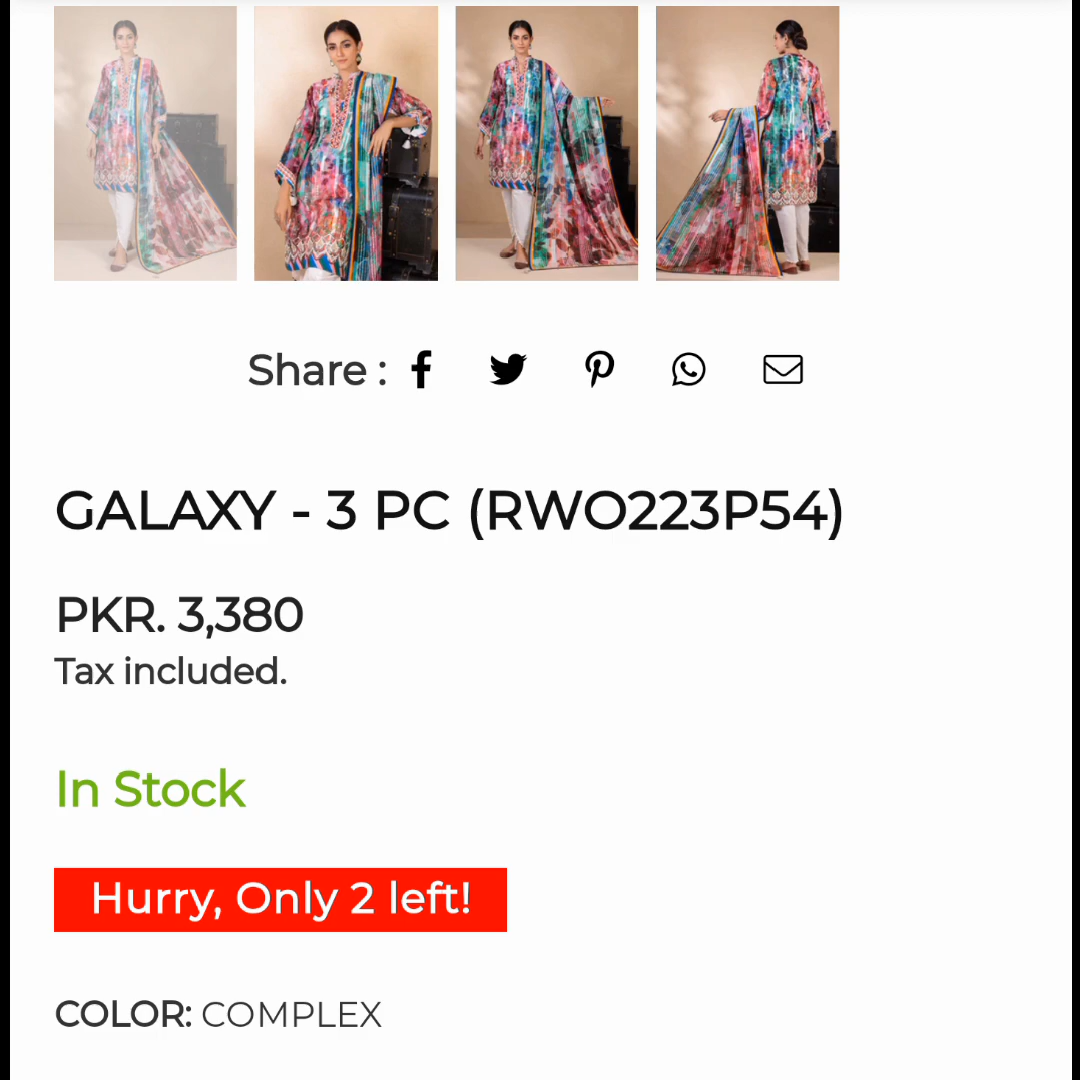 Share :
GALAXY - 3 PC (RWO223P54)
PKR. 3,380
Tax included.
In Stock
Hurry, Only 2 left!
COLOR: COMPLEX